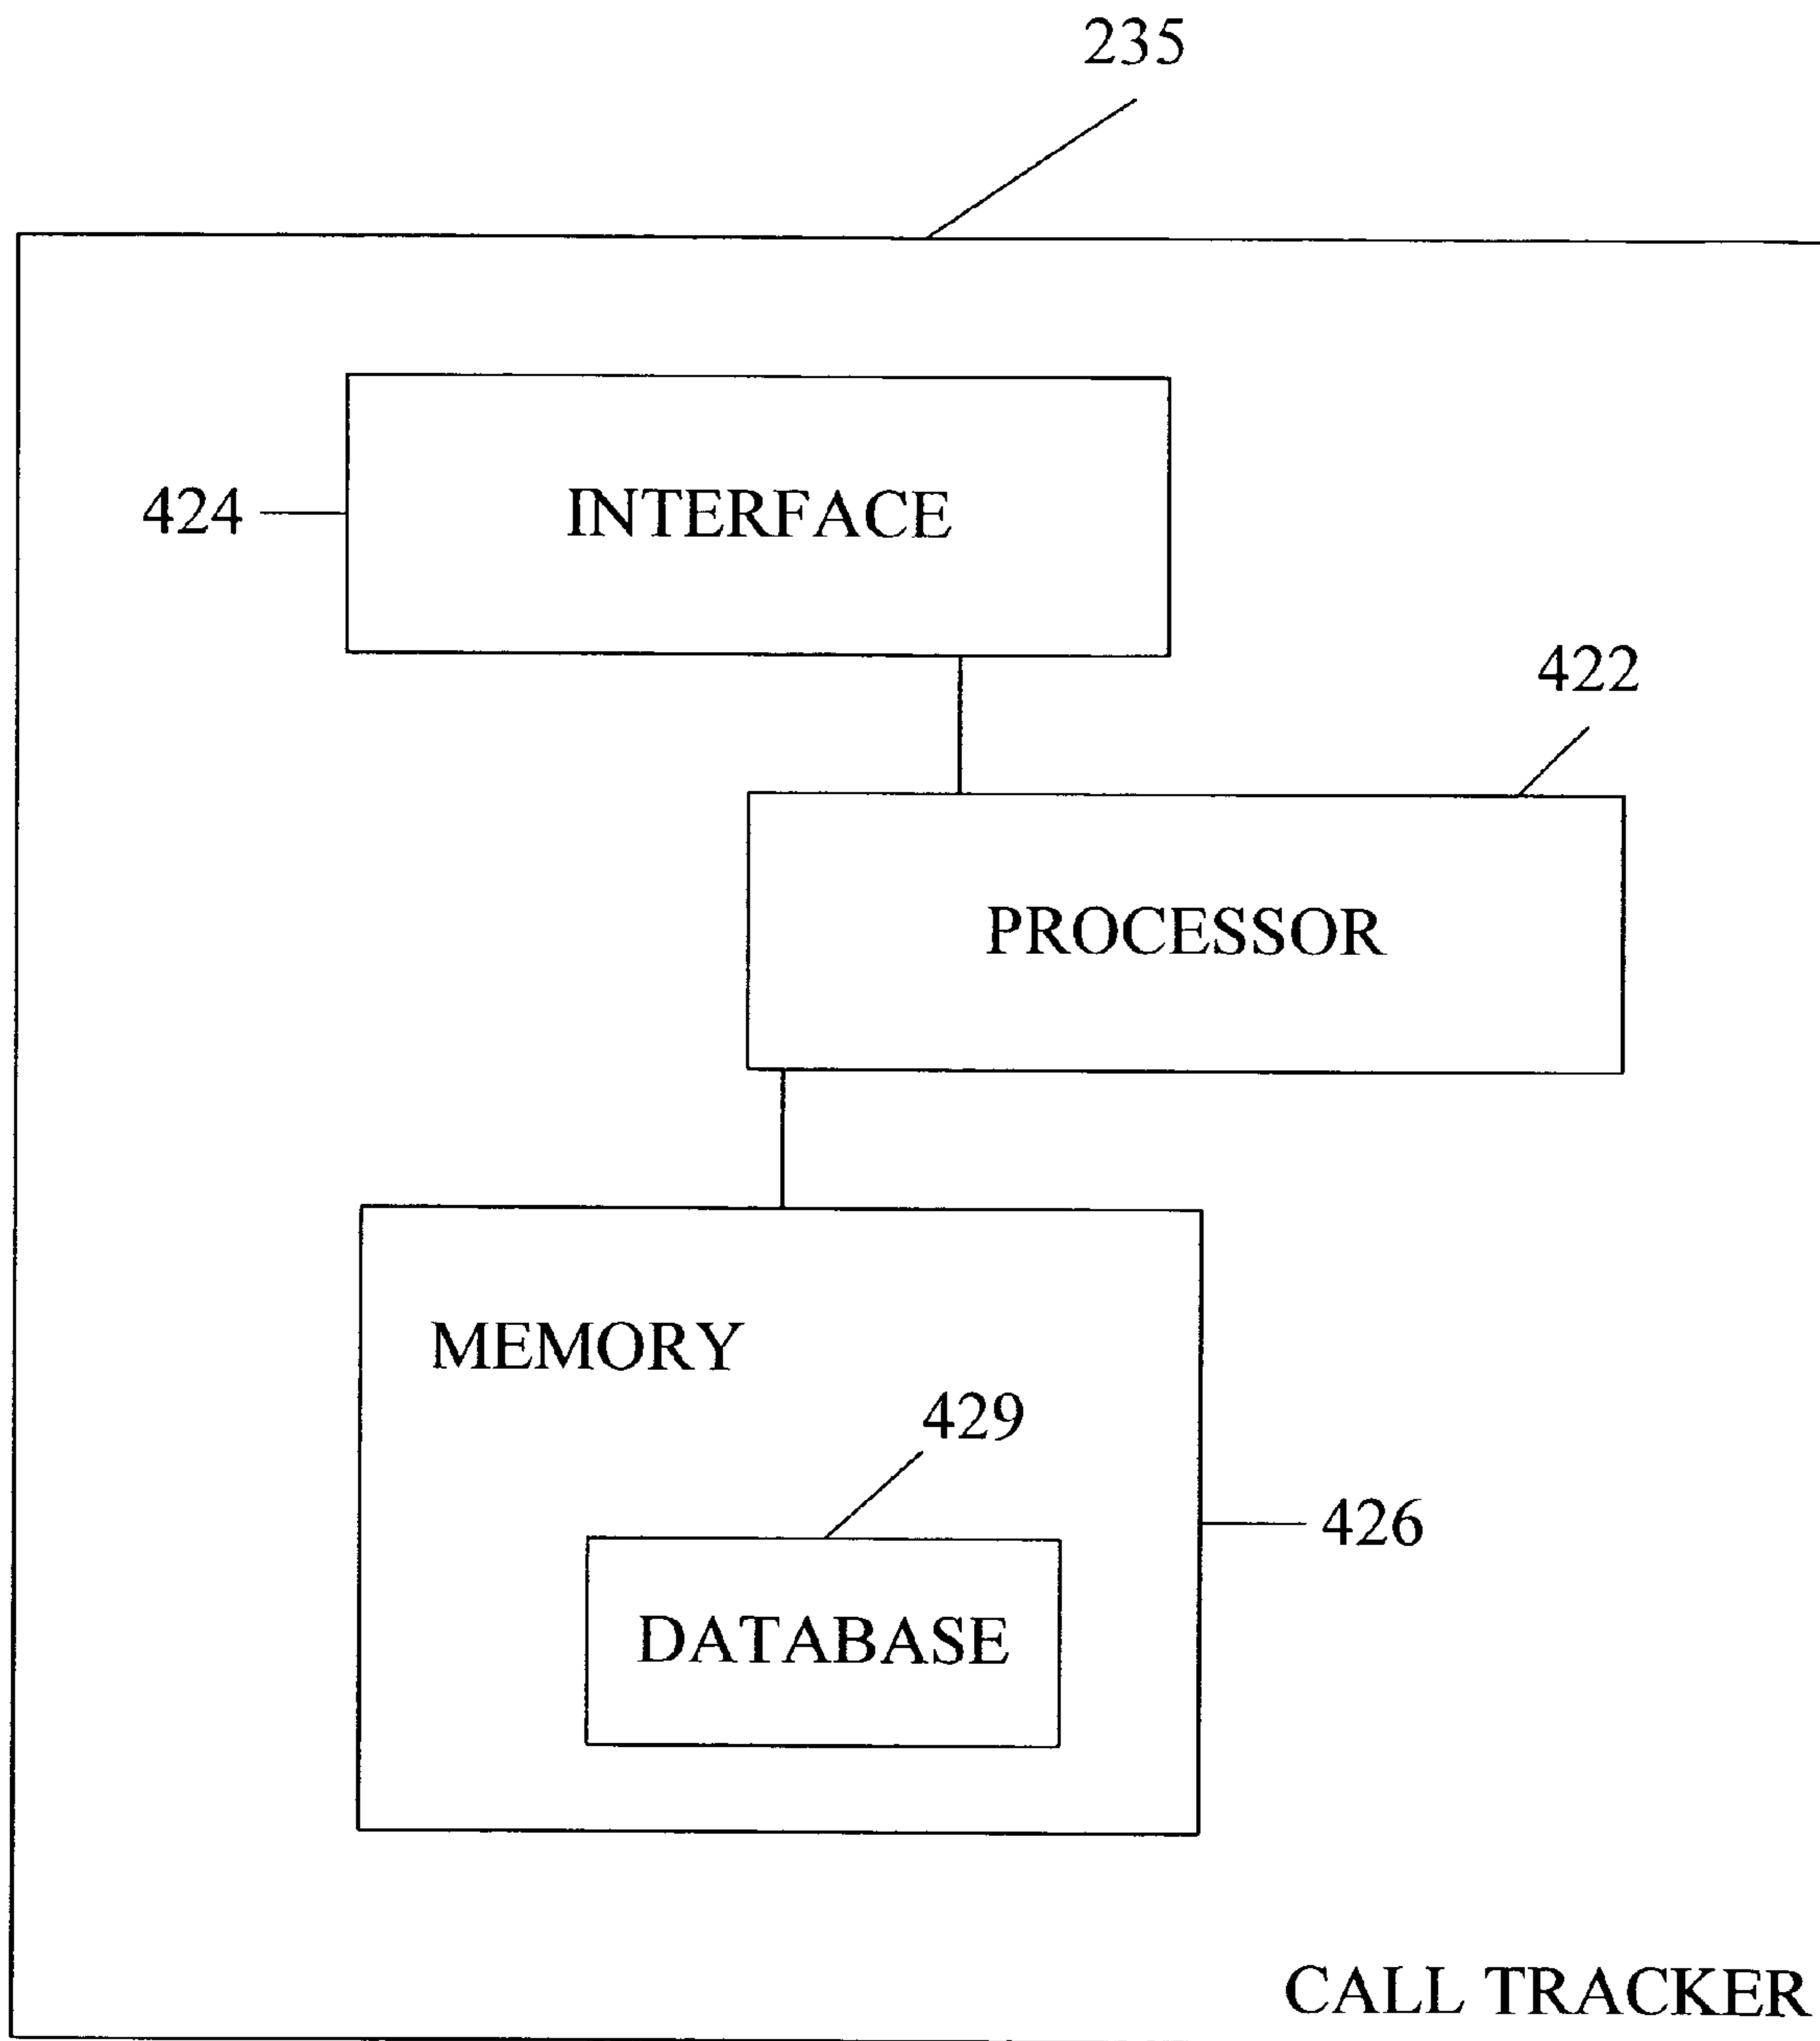 235
424
INTERFACE
422
PROCESSOR
MEMORY
429
426
DATABASE
CALL TRACKER